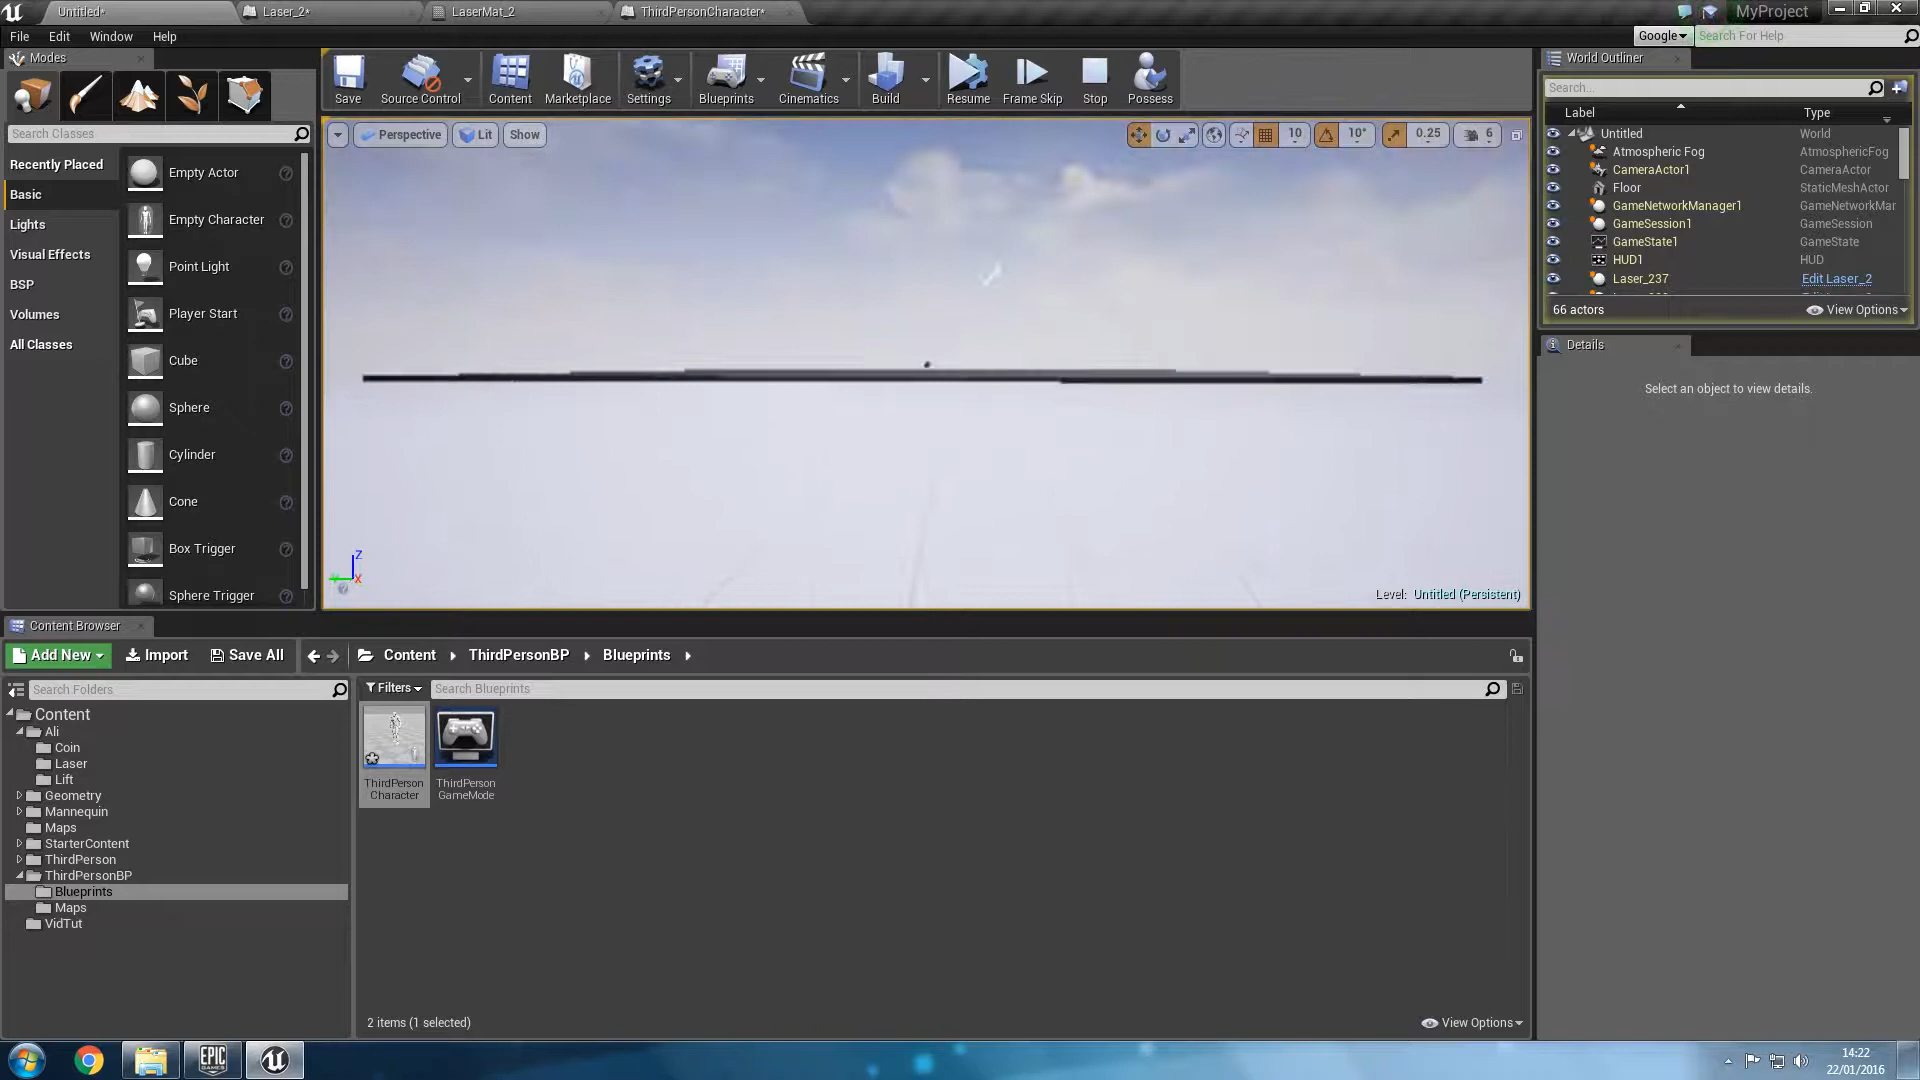 Untitled*
Laser_2*
LaserMat_2
ThirdPersonCharacter*
MyProject
File Edit Window Help
Google
Search For Help
Modes
Save
Source Control
Content
Marketplace
Settings
Blueprints
Cinematics
Build
Resume
Frame Skip
Stop
Possess
World Outliner
Search...
Label Type
Untitled World
Atmospheric Fog AtmosphericFog
CameraActor1 CameraActor
Floor StaticMeshActor
GameNetworkManager1 GameNetworkMar
GameSession1 GameSession
GameState1 GameState
HUD1 HUD
Laser_237 Edit Laser_2
66 actors
View Options
Details
Select an object to view details.
Search Classes
Recently Placed
Basic
Lights
Visual Effects
BSP
Volumes
All Classes
Empty Actor
Empty Character
Point Light
Player Start
Cube
Sphere
Cylinder
Cone
Box Trigger
Sphere Trigger
Perspective
Lit
Show
10
10°
0.25
6
Z
Y
X
Level: Untitled (Persistent)
Content Browser
Add New
Import
Save All
Content
ThirdPersonBP
Blueprints
Search Folders
Filters
Search Blueprints
Content
Ali
Coin
Laser
Lift
Geometry
Mannequin
Maps
StarterContent
ThirdPerson
ThirdPersonBP
Blueprints
Maps
VidTut
ThirdPerson
Character
ThirdPerson
GameMode
2 items (1 selected)
View Options
EPIC
GAMES
14:22
22/01/2016